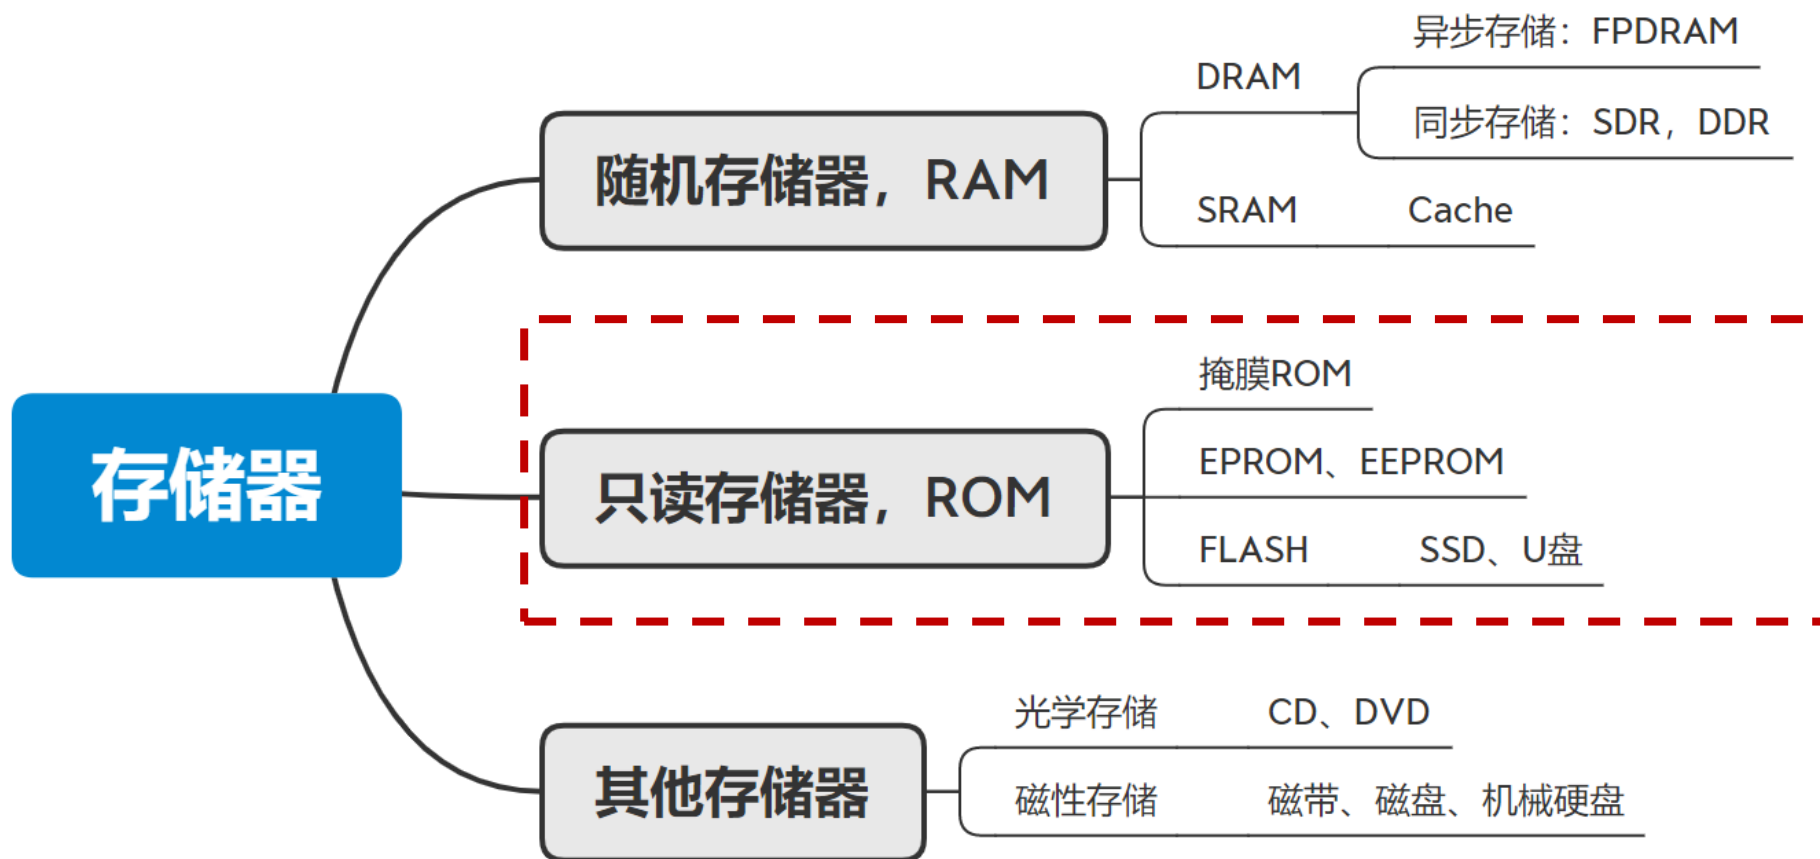 存储器
随机存储器，RAM
DRAM
异步存储：FPDRAM
同步存储：SDR，DDR
SRAM
Cache
只读存储器，ROM
掩膜ROM
EPROM、EEPROM
FLASH
SSD、U盘
其他存储器
光学存储
CD、DVD
磁性存储
磁带、磁盘、机械硬盘